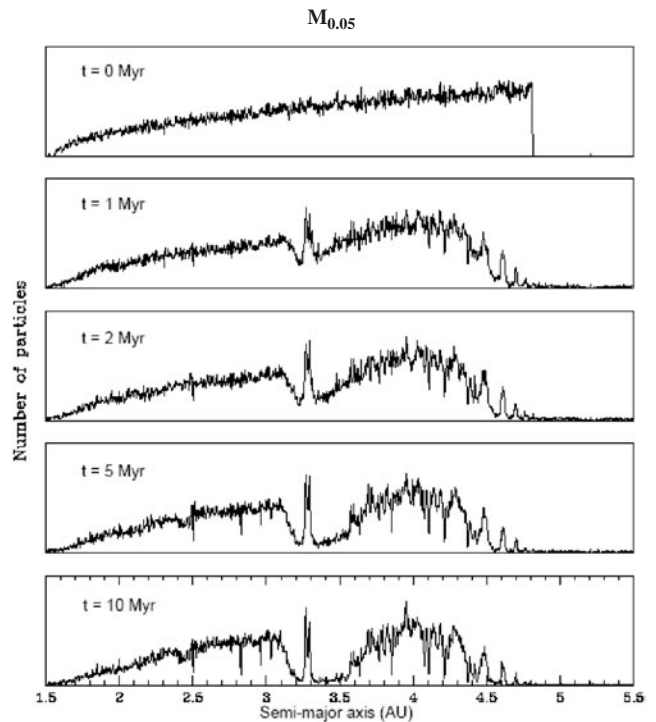 M0.05
t = 0 Myr
t = 1 Myr
t = 2 Myr
t = 5 Myr
t = 10 Myr
Number of particles
1.5 2 2.5 3 3.5 4 4.5 5 5.5
Semi-major axis (AU)